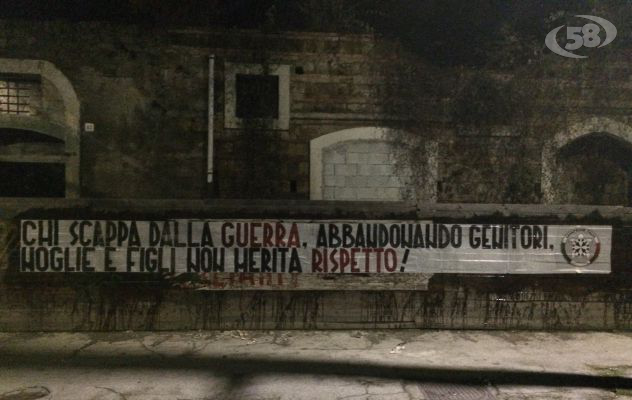 58
CHI SCAPPA DALLA GUERRA, ABBANDONANDO GENITORI,
MOGLIE E FIGLI NON MERITA RISPETTO!